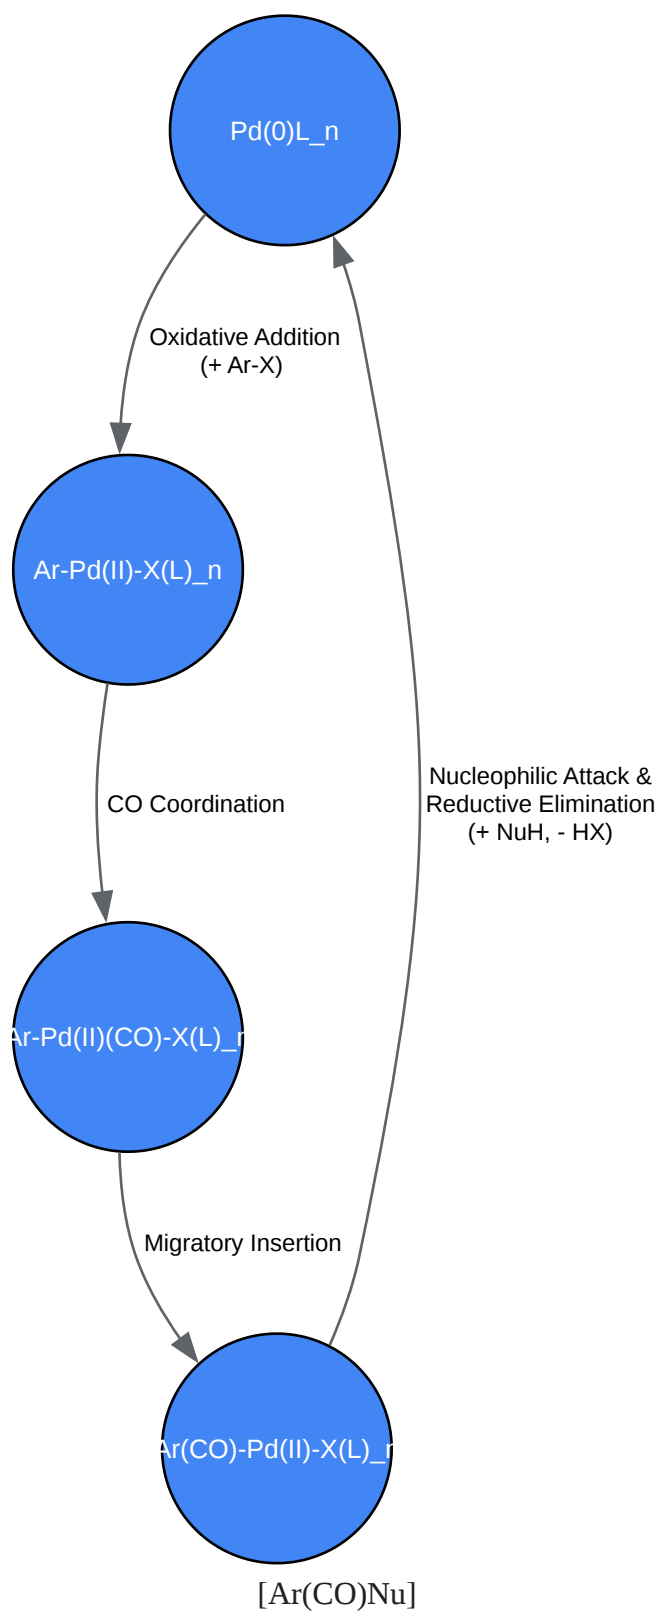 Pd(0)L_n
Oxidative Addition
(+ Ar-X)
Ar-Pd(II)-X(L)_n
CO Coordination
Nucleophilic Attack &
Reductive Elimination
(+ NuH, - HX)
Ar-Pd(II)(CO)-X(L)_n
Migratory Insertion
Ar(CO)-Pd(II)-X(L)_n
[Ar(CO)Nu]